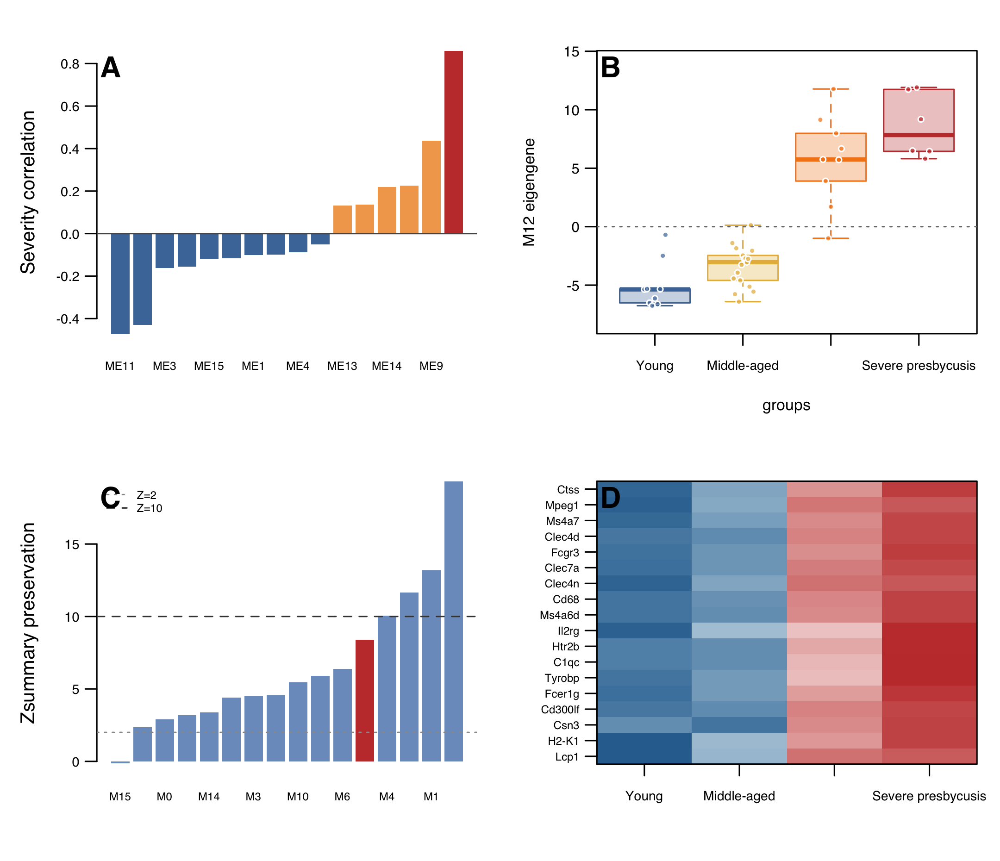 A
Severity correlation
0.8
0.6
0.4
0.2
0.0
-0.2
-0.4
ME11 ME3 ME15 ME1 ME4 ME13 ME14 ME9
B
M12 eigengene
15
10
5
0
-5
Young Middle-aged Severe presbycusis
groups
C
Z=2
Z=10
Zsummary preservation
15
10
5
0
M15 M0 M14 M3 M10 M6 M4 M1
D
Ctss
Mpeg1
Ms4a7
Clec4d
Fcgr3
Clec7a
Clec4n
Cd68
Ms4a6d
Il2rg
Htr2b
C1qc
Tyrobp
Fcer1g
Cd300lf
Csn3
H2-K1
Lcp1
Young Middle-aged Severe presbycusis